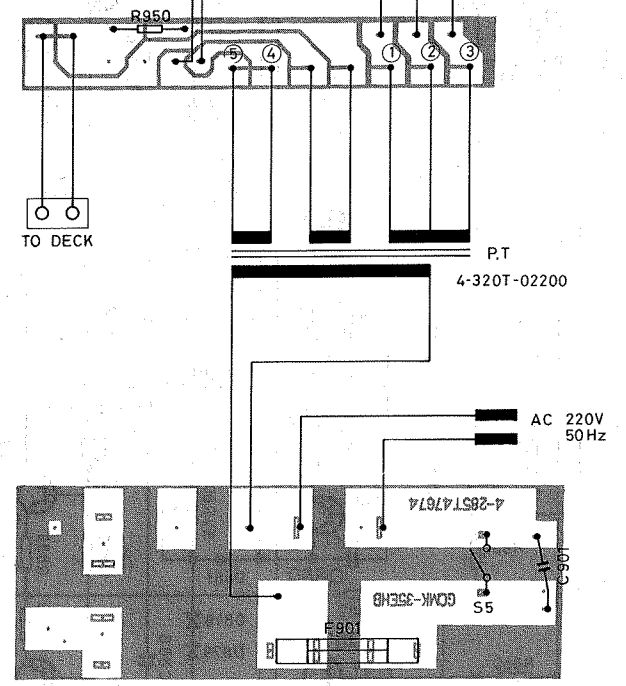 R950
5 4 1 2 3
TO DECK
P.T
4-320T-02200
AC 220V
50Hz
4-285T47674
C901
GCMK-35EHB
S5
F901